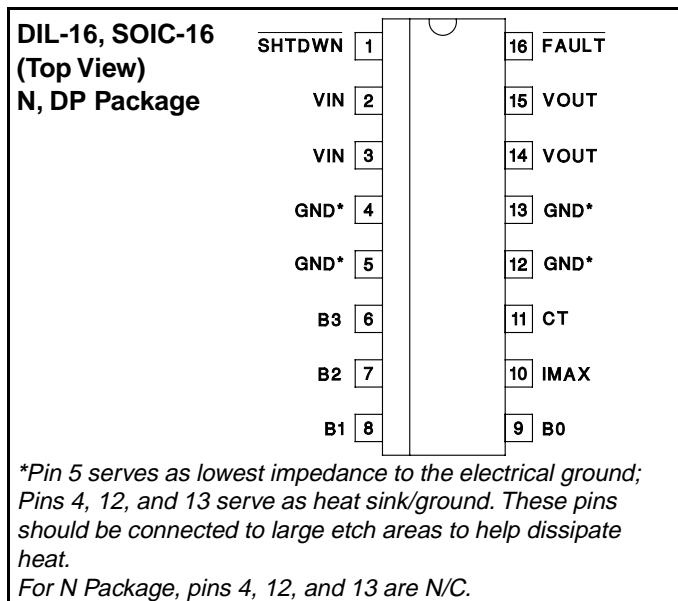 DIL-16, SOIC-16
(Top View)
N, DP Package
SHTDWN 1 16 FAULT
VIN 2 15 VOUT
VIN 3 14 VOUT
GND* 4 13 GND*
GND* 5 12 GND*
B3 6 11 CT
B2 7 10 IMAX
B1 8 9 B0
*Pin 5 serves as lowest impedance to the electrical ground;
Pins 4, 12, and 13 serve as heat sink/ground. These pins
should be connected to large etch areas to help dissipate
heat.
For N Package, pins 4, 12, and 13 are N/C.